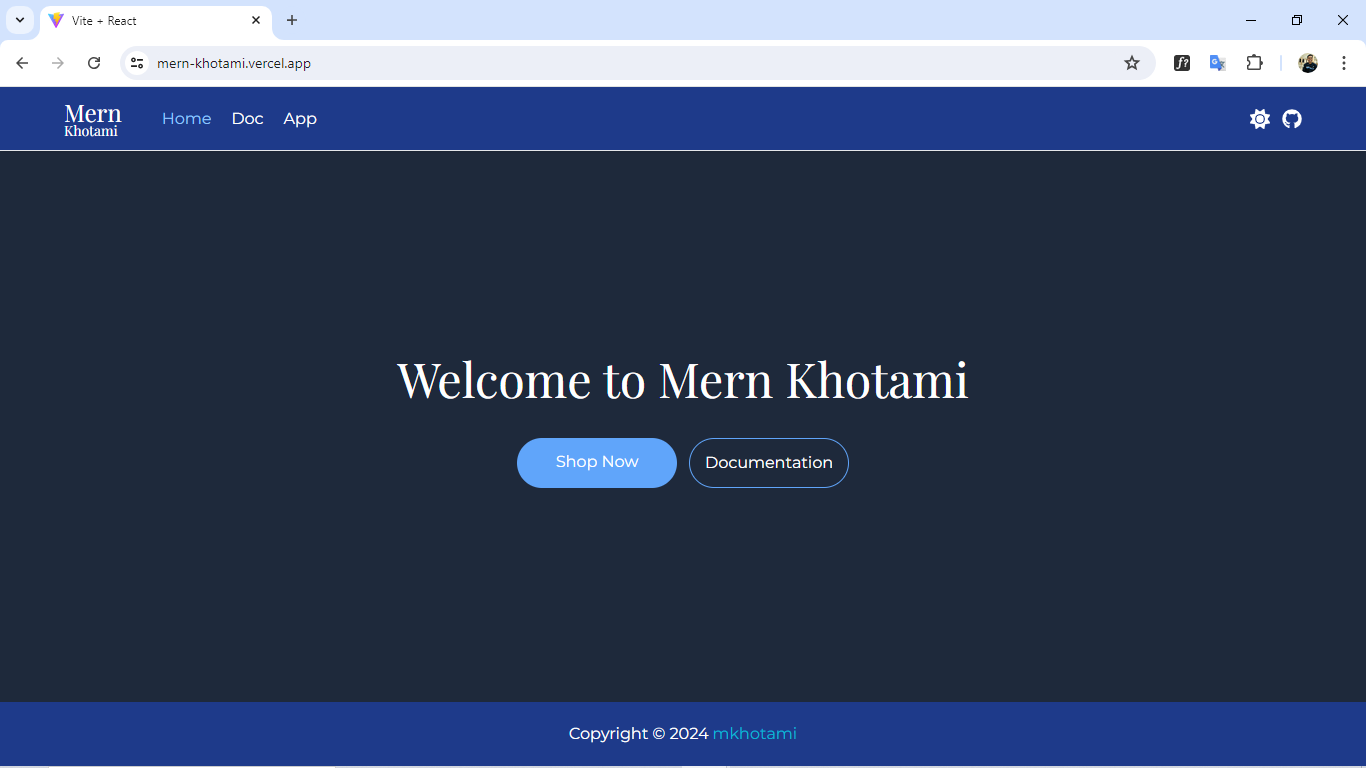 Vite + React
mern-khotami.vercel.app
f?
Mern
Khotami
Home Doc App
Welcome to Mern Khotami
Shop Now Documentation
Copyright © 2024 mkhotami